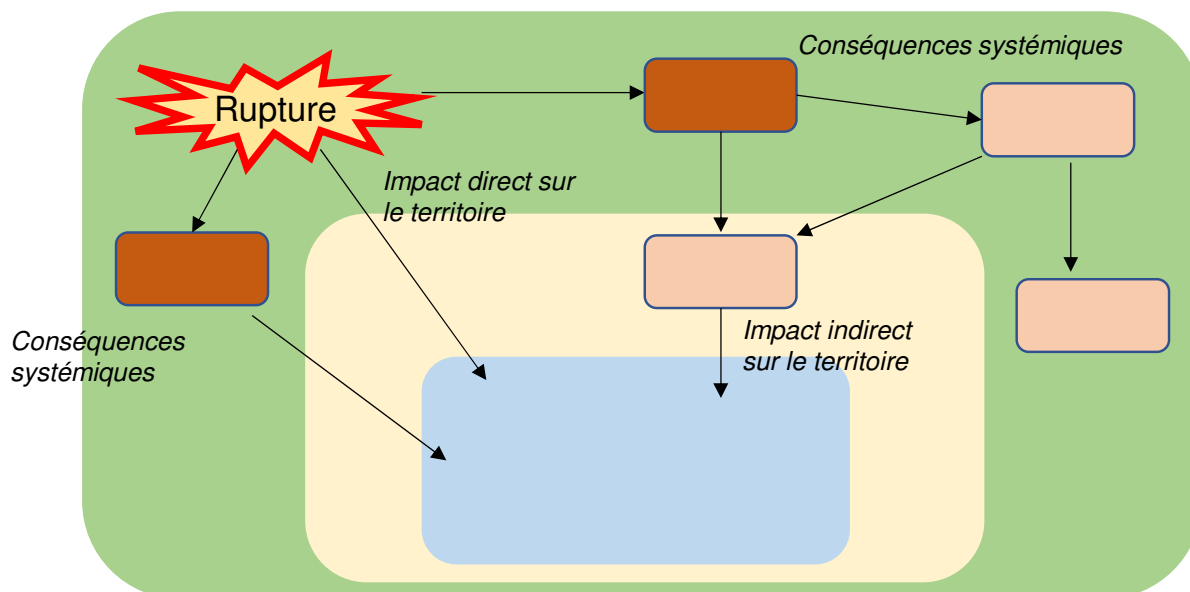 Conséquences systémiques
Rupture
Impact direct sur
le territoire
Impact indirect
sur le territoire
Conséquences
systémiques